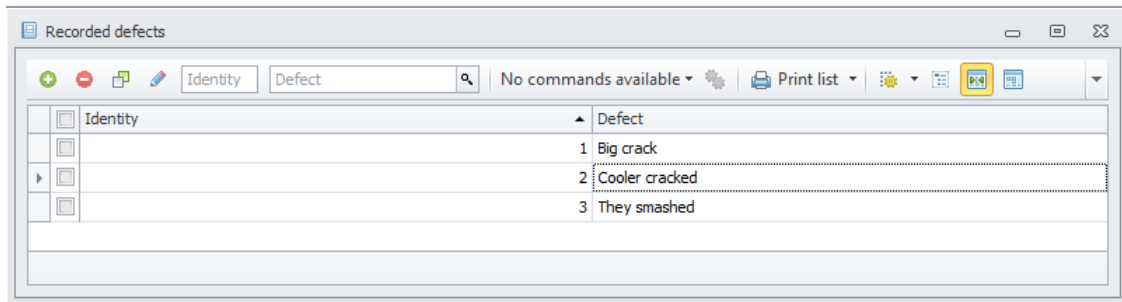 Recorded defects
Identity Defect No commands available Print list
Identity Defect
1 Big crack
2 Cooler cracked
3 They smashed